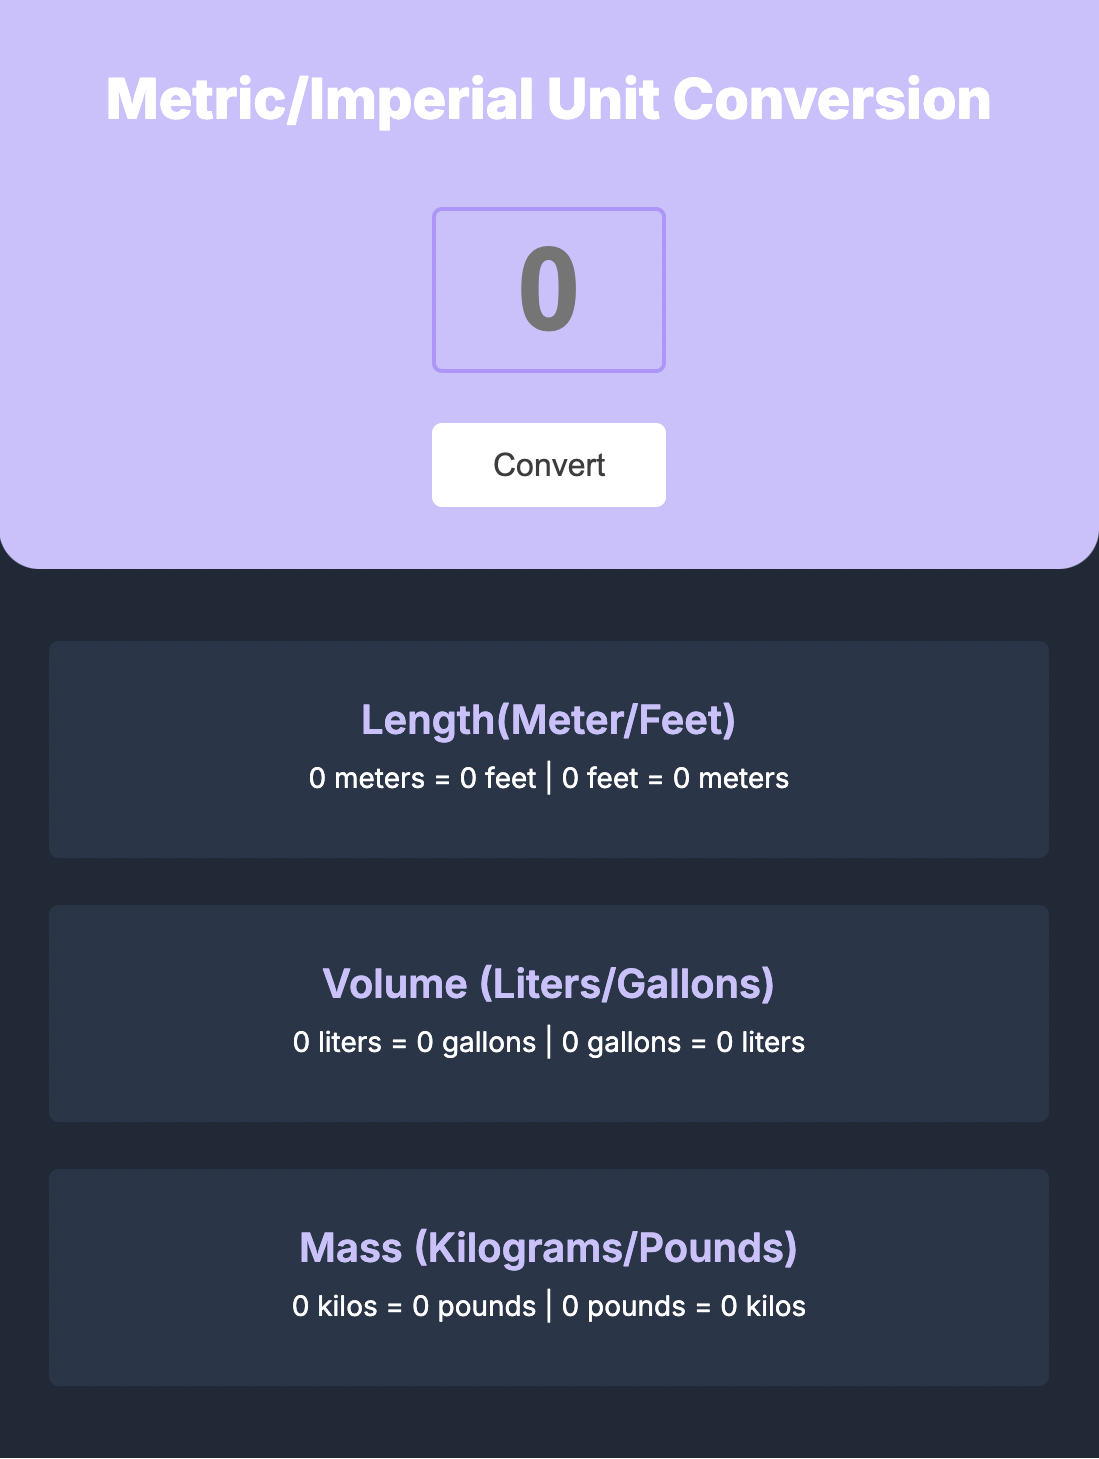 Metric/Imperial Unit Conversion
0
Convert
Length(Meter/Feet)
0 meters = 0 feet | 0 feet = 0 meters
Volume (Liters/Gallons)
0 liters = 0 gallons | 0 gallons = 0 liters
Mass (Kilograms/Pounds)
0 kilos = 0 pounds | 0 pounds = 0 kilos